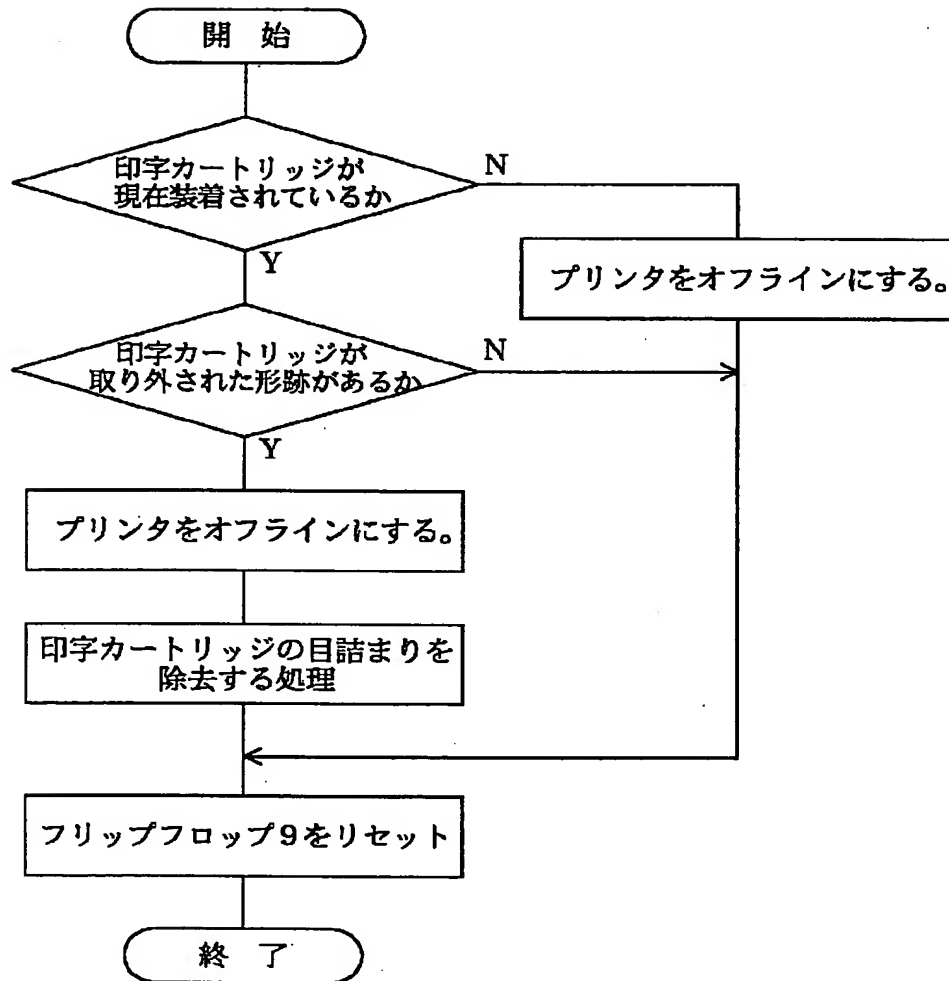 開 始
印字カートリッジが
現在装着されているか
N
Y
プリンタをオフラインにする。
印字カートリッジが
取り外された形跡があるか
N
Y
プリンタをオフラインにする。
印字カートリッジの目詰まりを
除去する処理
フリップフロップ9をリセット
終 了